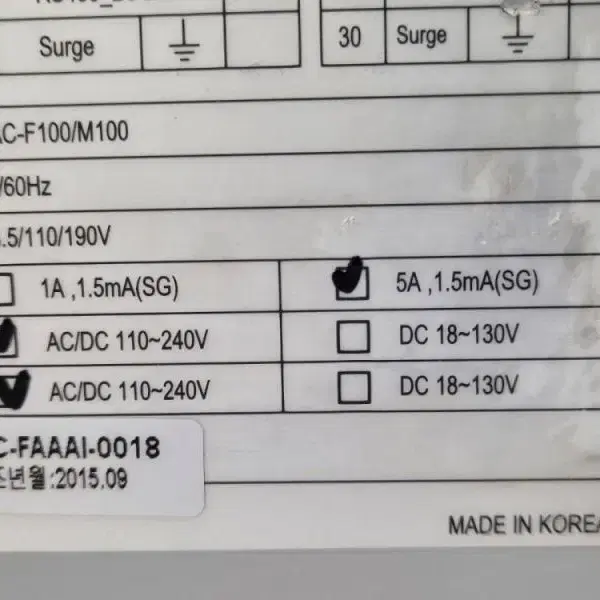 Surge
30 Surge
C-F100/M100
/60Hz
.5/110/190V
1A ,1.5mA(SG) 5A ,1.5mA(SG)
AC/DC 110~240V DC 18~130V
AC/DC 110~240V DC 18~130V
C-FAAAI-0018
년월:2015.09
MADE IN KOREA